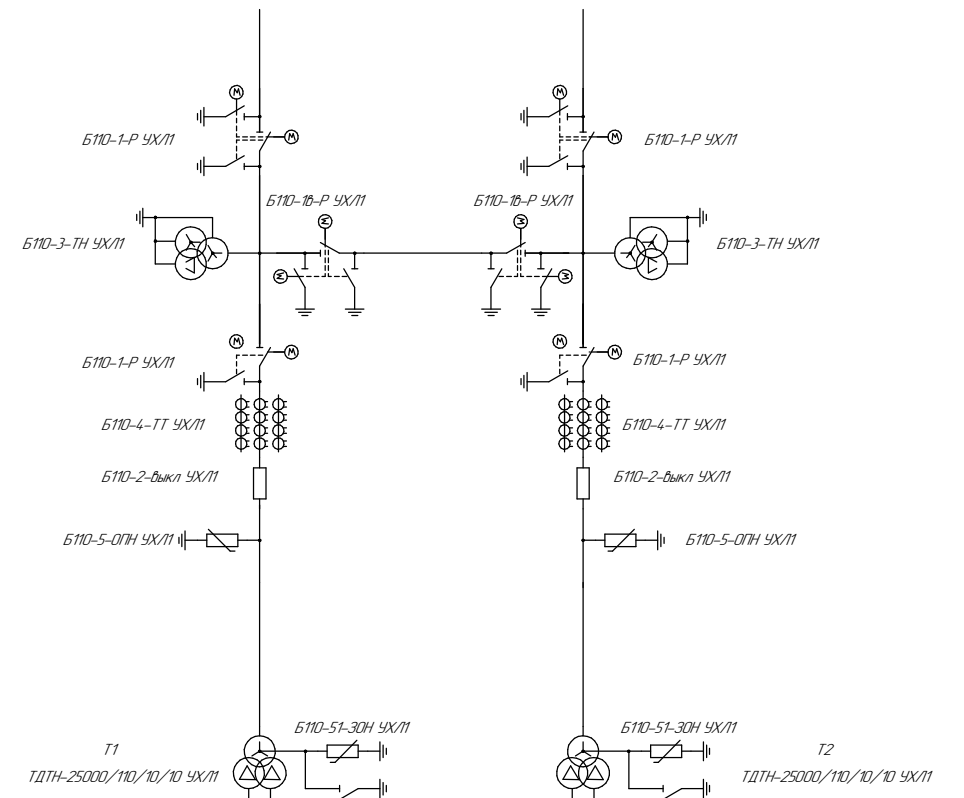 М
М
М
М
Б110-1-Р УХЛ1
Б110-1-Р УХЛ1
Б110-1в-Р УХЛ1
Б110-1в-Р УХЛ1
М
М
Б110-3-ТН УХЛ1
Б110-3-ТН УХЛ1
М
М
М
М
М
М
Б110-1-Р УХЛ1
Б110-1-Р УХЛ1
Б110-4-ТТ УХЛ1
Б110-4-ТТ УХЛ1
Б110-2-выкл УХЛ1
Б110-2-выкл УХЛ1
Б110-5-ОПН УХЛ1
Б110-5-ОПН УХЛ1
Б110-51-ЗОН УХЛ1
Б110-51-ЗОН УХЛ1
Т1
Т2
ТДТН-25000/110/10/10 УХЛ1
ТДТН-25000/110/10/10 УХЛ1